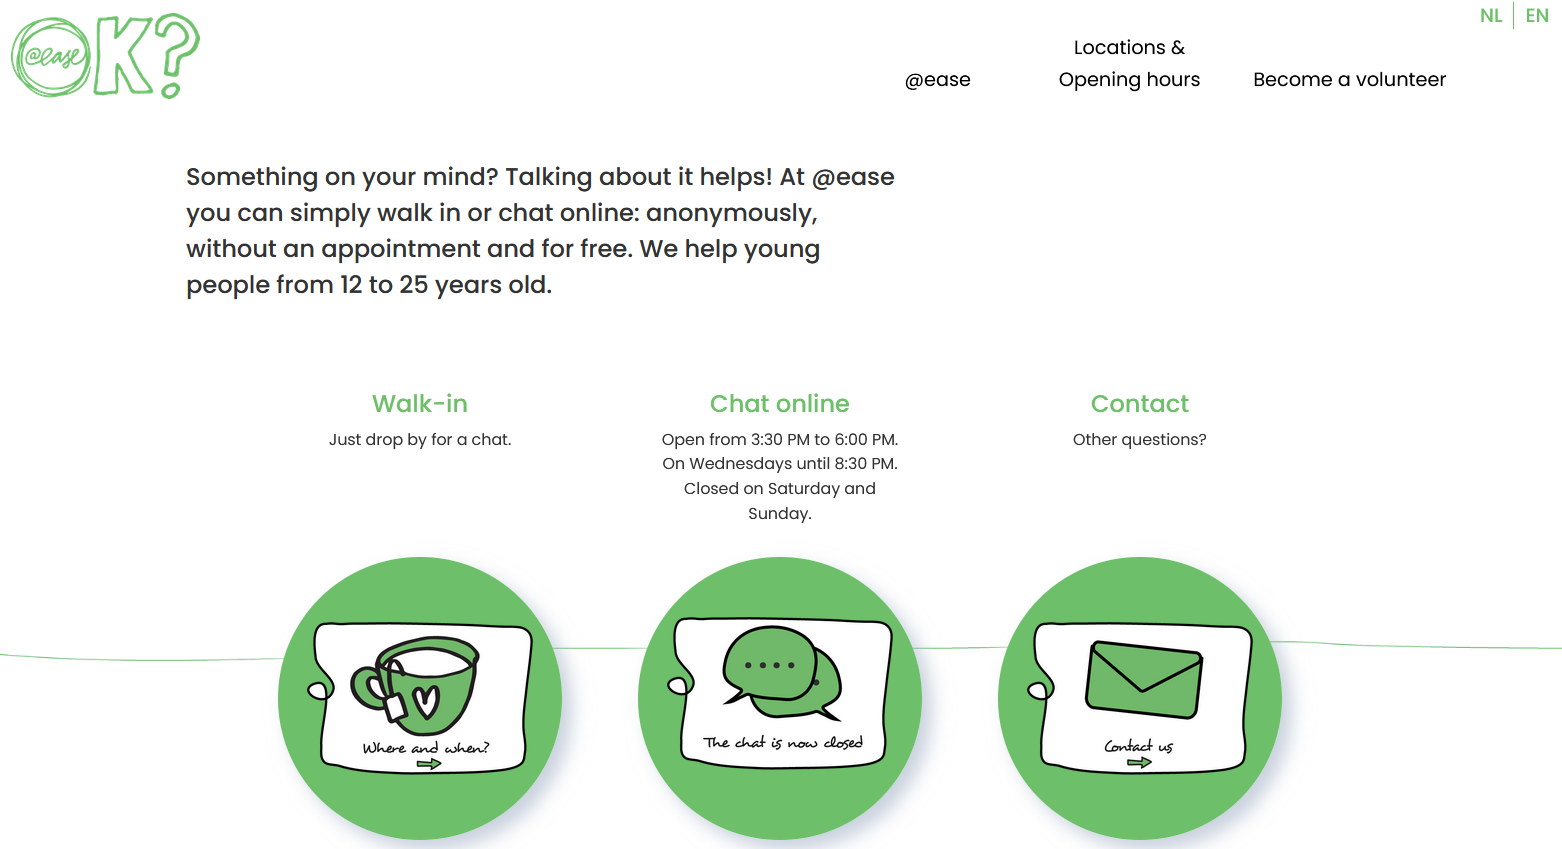 @ease K?
NL | EN
@ease
Locations &
Opening hours
Become a volunteer
Something on your mind? Talking about it helps! At @ease
you can simply walk in or chat online: anonymously,
without an appointment and for free. We help young
people from 12 to 25 years old.
Walk-in
Just drop by for a chat.
Chat online
Open from 3:30 PM to 6:00 PM.
On Wednesdays until 8:30 PM.
Closed on Saturday and
Sunday.
Contact
Other questions?
Where and when?
The chat is now closed
Contact us